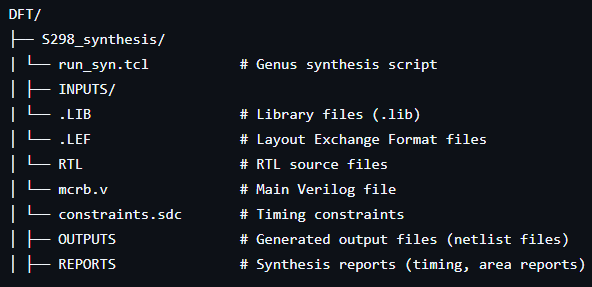 DFT/
├── S298_synthesis/
│ └── run_syn.tcl # Genus synthesis script
│ ├── INPUTS/
│ └── .LIB # Library files (.lib)
│ └── .LEF # Layout Exchange Format files
│ └── RTL # RTL source files
│ └── mcrb.v # Main Verilog file
│ └── constraints.sdc # Timing constraints
│ ├── OUTPUTS # Generated output files (netlist files)
│ ├── REPORTS # Synthesis reports (timing, area reports)